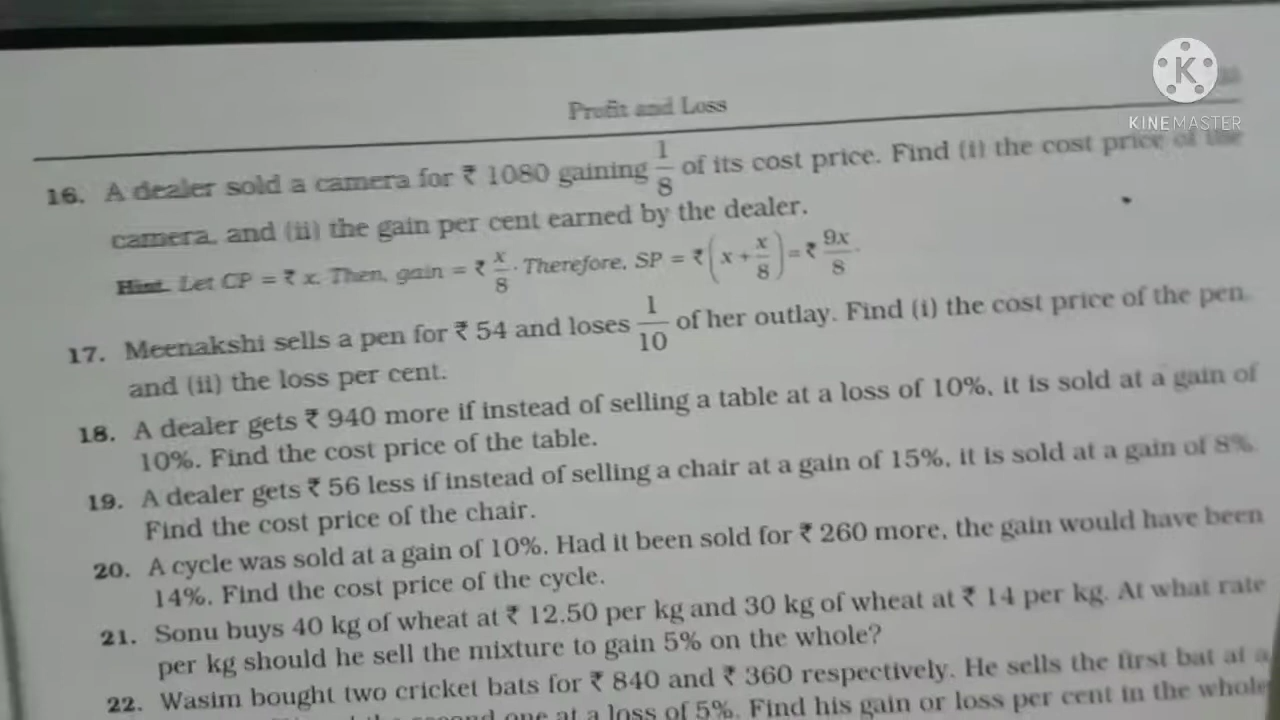 Profit and Loss
KINEMASTER
16. A dealer sold a camera for ₹ 1080 gaining 1/8 of its cost price. Find (i) the cost price of the
camera, and (ii) the gain per cent earned by the dealer.
Hint. Let CP = ₹ x. Then, gain = ₹ x/8. Therefore, SP = ₹ (x + x/8) = ₹ 9x/8.
17. Meenakshi sells a pen for ₹ 54 and loses 1/10 of her outlay. Find (i) the cost price of the pen,
and (ii) the loss per cent.
18. A dealer gets ₹ 940 more if instead of selling a table at a loss of 10%, it is sold at a gain of
10%. Find the cost price of the table.
19. A dealer gets ₹ 56 less if instead of selling a chair at a gain of 15%, it is sold at a gain of 8%.
Find the cost price of the chair.
20. A cycle was sold at a gain of 10%. Had it been sold for ₹ 260 more, the gain would have been
14%. Find the cost price of the cycle.
21. Sonu buys 40 kg of wheat at ₹ 12.50 per kg and 30 kg of wheat at ₹ 14 per kg. At what rate
per kg should he sell the mixture to gain 5% on the whole?
22. Wasim bought two cricket bats for ₹ 840 and ₹ 360 respectively. He sells the first bat at a
second one at a loss of 5%. Find his gain or loss per cent in the whole